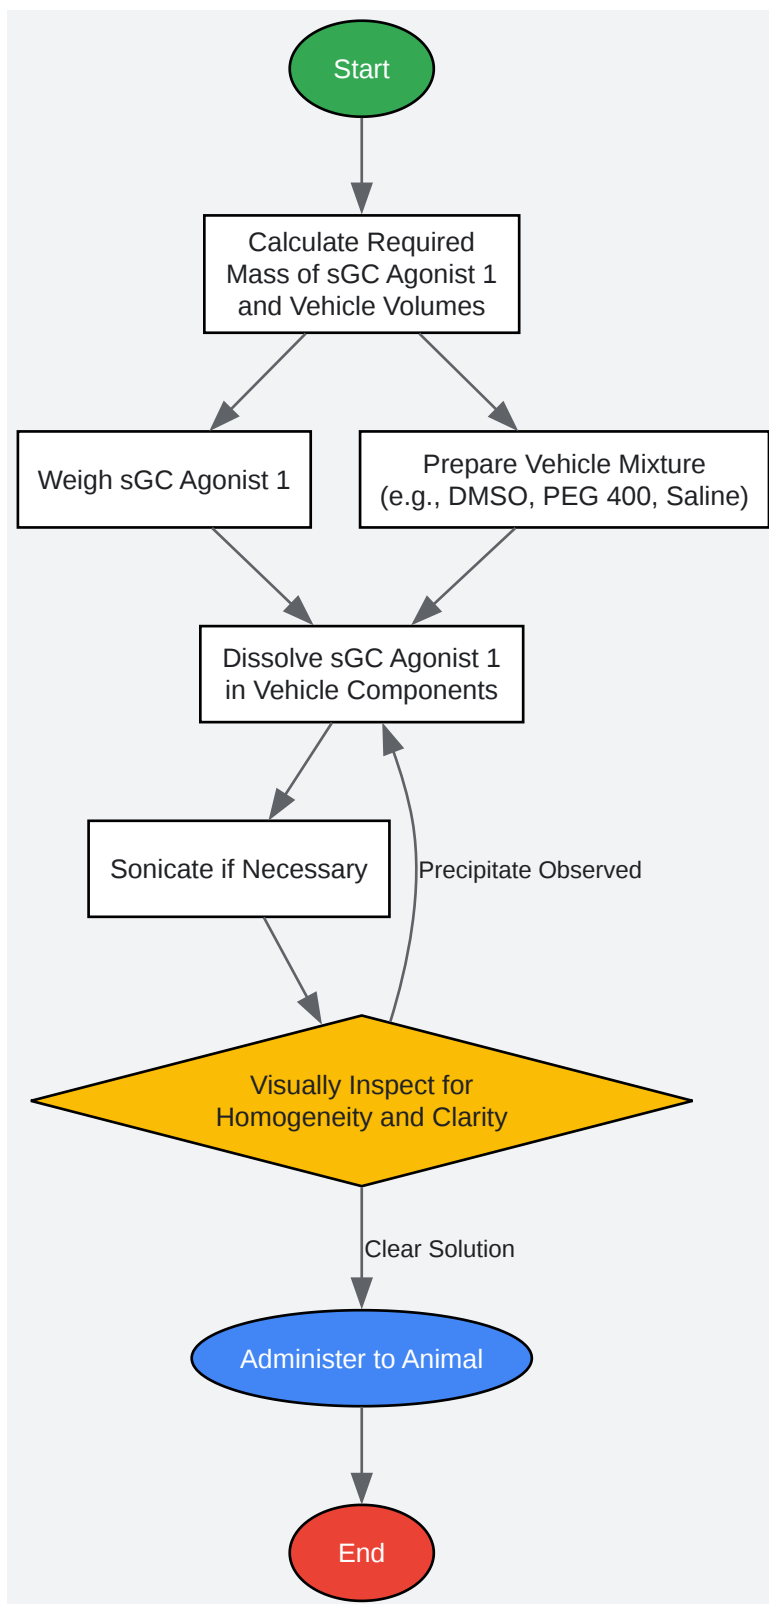 Start
Calculate Required
Mass of sGC Agonist 1
and Vehicle Volumes
Weigh sGC Agonist 1
Prepare Vehicle Mixture
(e.g., DMSO, PEG 400, Saline)
Dissolve sGC Agonist 1
in Vehicle Components
Sonicate if Necessary
Precipitate Observed
Visually Inspect for
Homogeneity and Clarity
Clear Solution
Administer to Animal
End